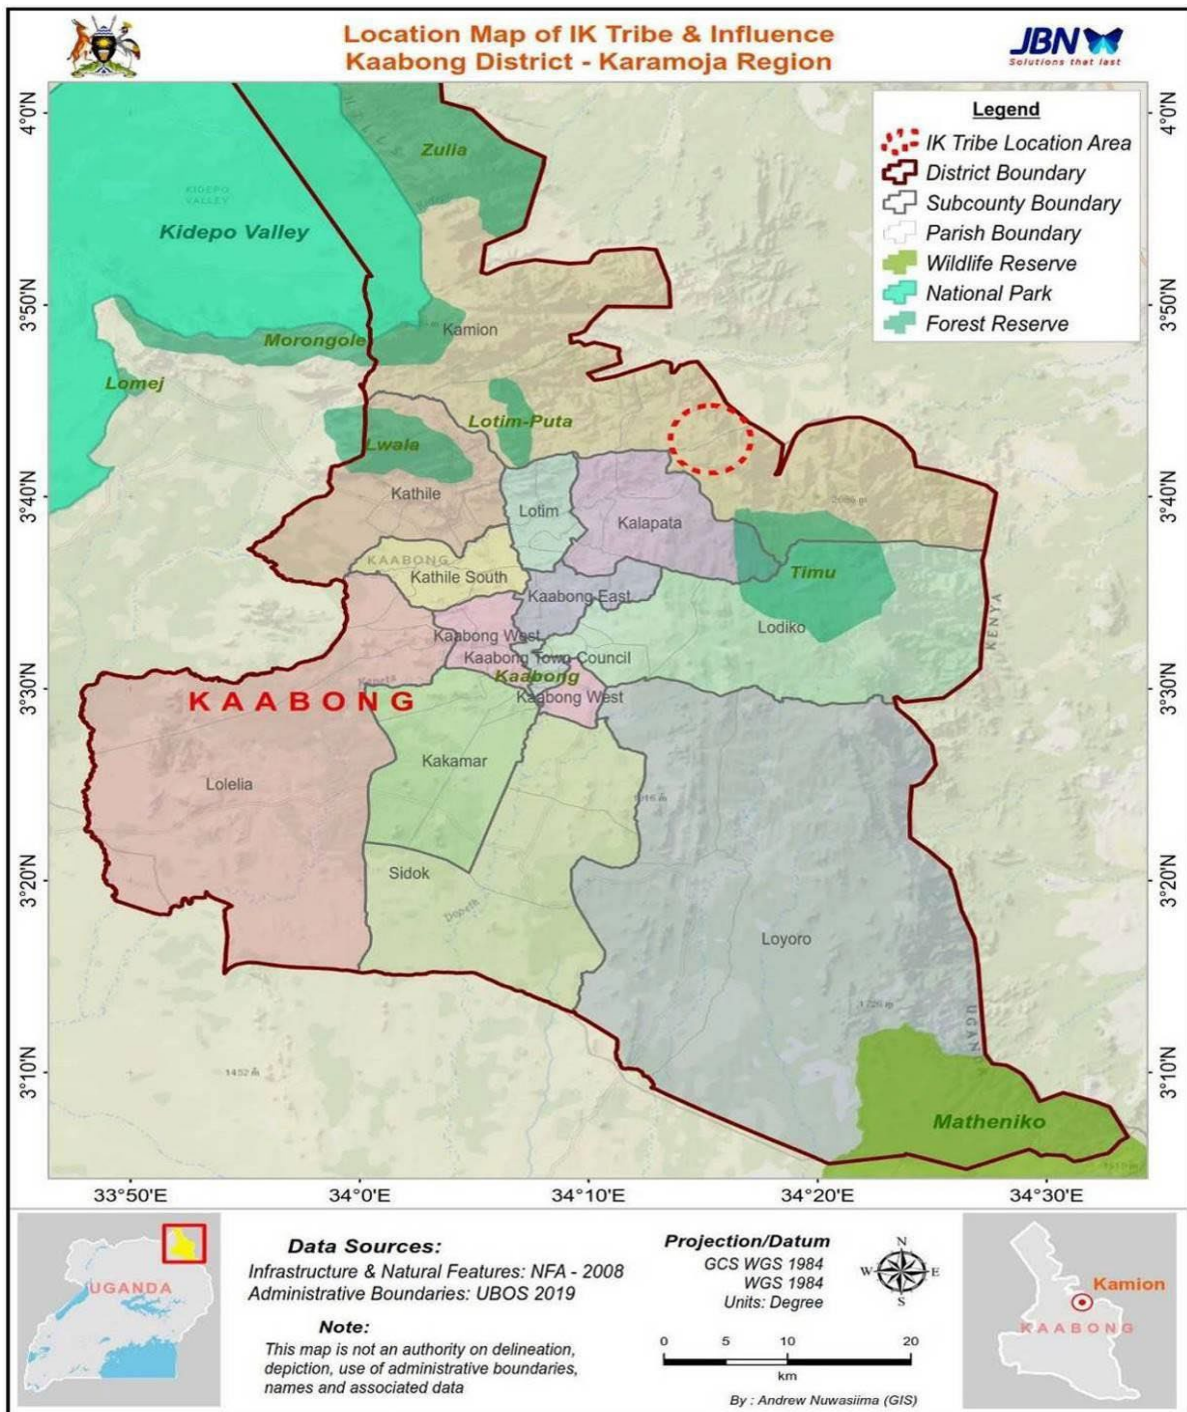 Location Map of IK Tribe & Influence
Kaabong District - Karamoja Region
JBN
Solutions that last
Legend
IK Tribe Location Area
District Boundary
Subcounty Boundary
Parish Boundary
Wildlife Reserve
National Park
Forest Reserve
4°0'N
4°0'N
Zulia
KIDEPO
VALLEY
Kidepo Valley
3°50'N
3°50'N
Kamion
Morongole
Lomej
Lotim-Puta
Lwala
3°40'N
3°40'N
Kathile
Lotim
Kalapata
KAABONG
Kathile South
Timu
Kaabong East
KENYA
Lodiko
Kaabong West
Kaabong Town Council
Kaabong
3°30'N
3°30'N
Kapeta
KAABONG
Kaabong West
Kakamar
Lolelia
3°20'N
3°20'N
Sidok
Dopeth
Loyoro
UGANDA
3°10'N
3°10'N
1452 m
Matheniko
33°50'E
34°0'E
34°10'E
34°20'E
34°30'E
UGANDA
Data Sources:
Infrastructure & Natural Features: NFA - 2008
Administrative Boundaries: UBOS 2019
Note:
This map is not an authority on delineation,
depiction, use of administrative boundaries,
names and associated data
Projection/Datum
GCS WGS 1984
WGS 1984
Units: Degree
N
W
E
S
0 5 10 20
km
By : Andrew Nuwasiima (GIS)
Kamion
KAABONG